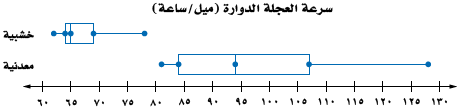 سرعة العجلة الدوارة (ميل/ساعة)
خشبية
معدنية
٦٠ ٦٥ ٧٠ ٧٥ ٨٠ ٨٥ ٩٠ ٩٥ ١٠٠ ١٠٥ ١١٠ ١١٥ ١٢٠ ١٢٥ ١٣٠